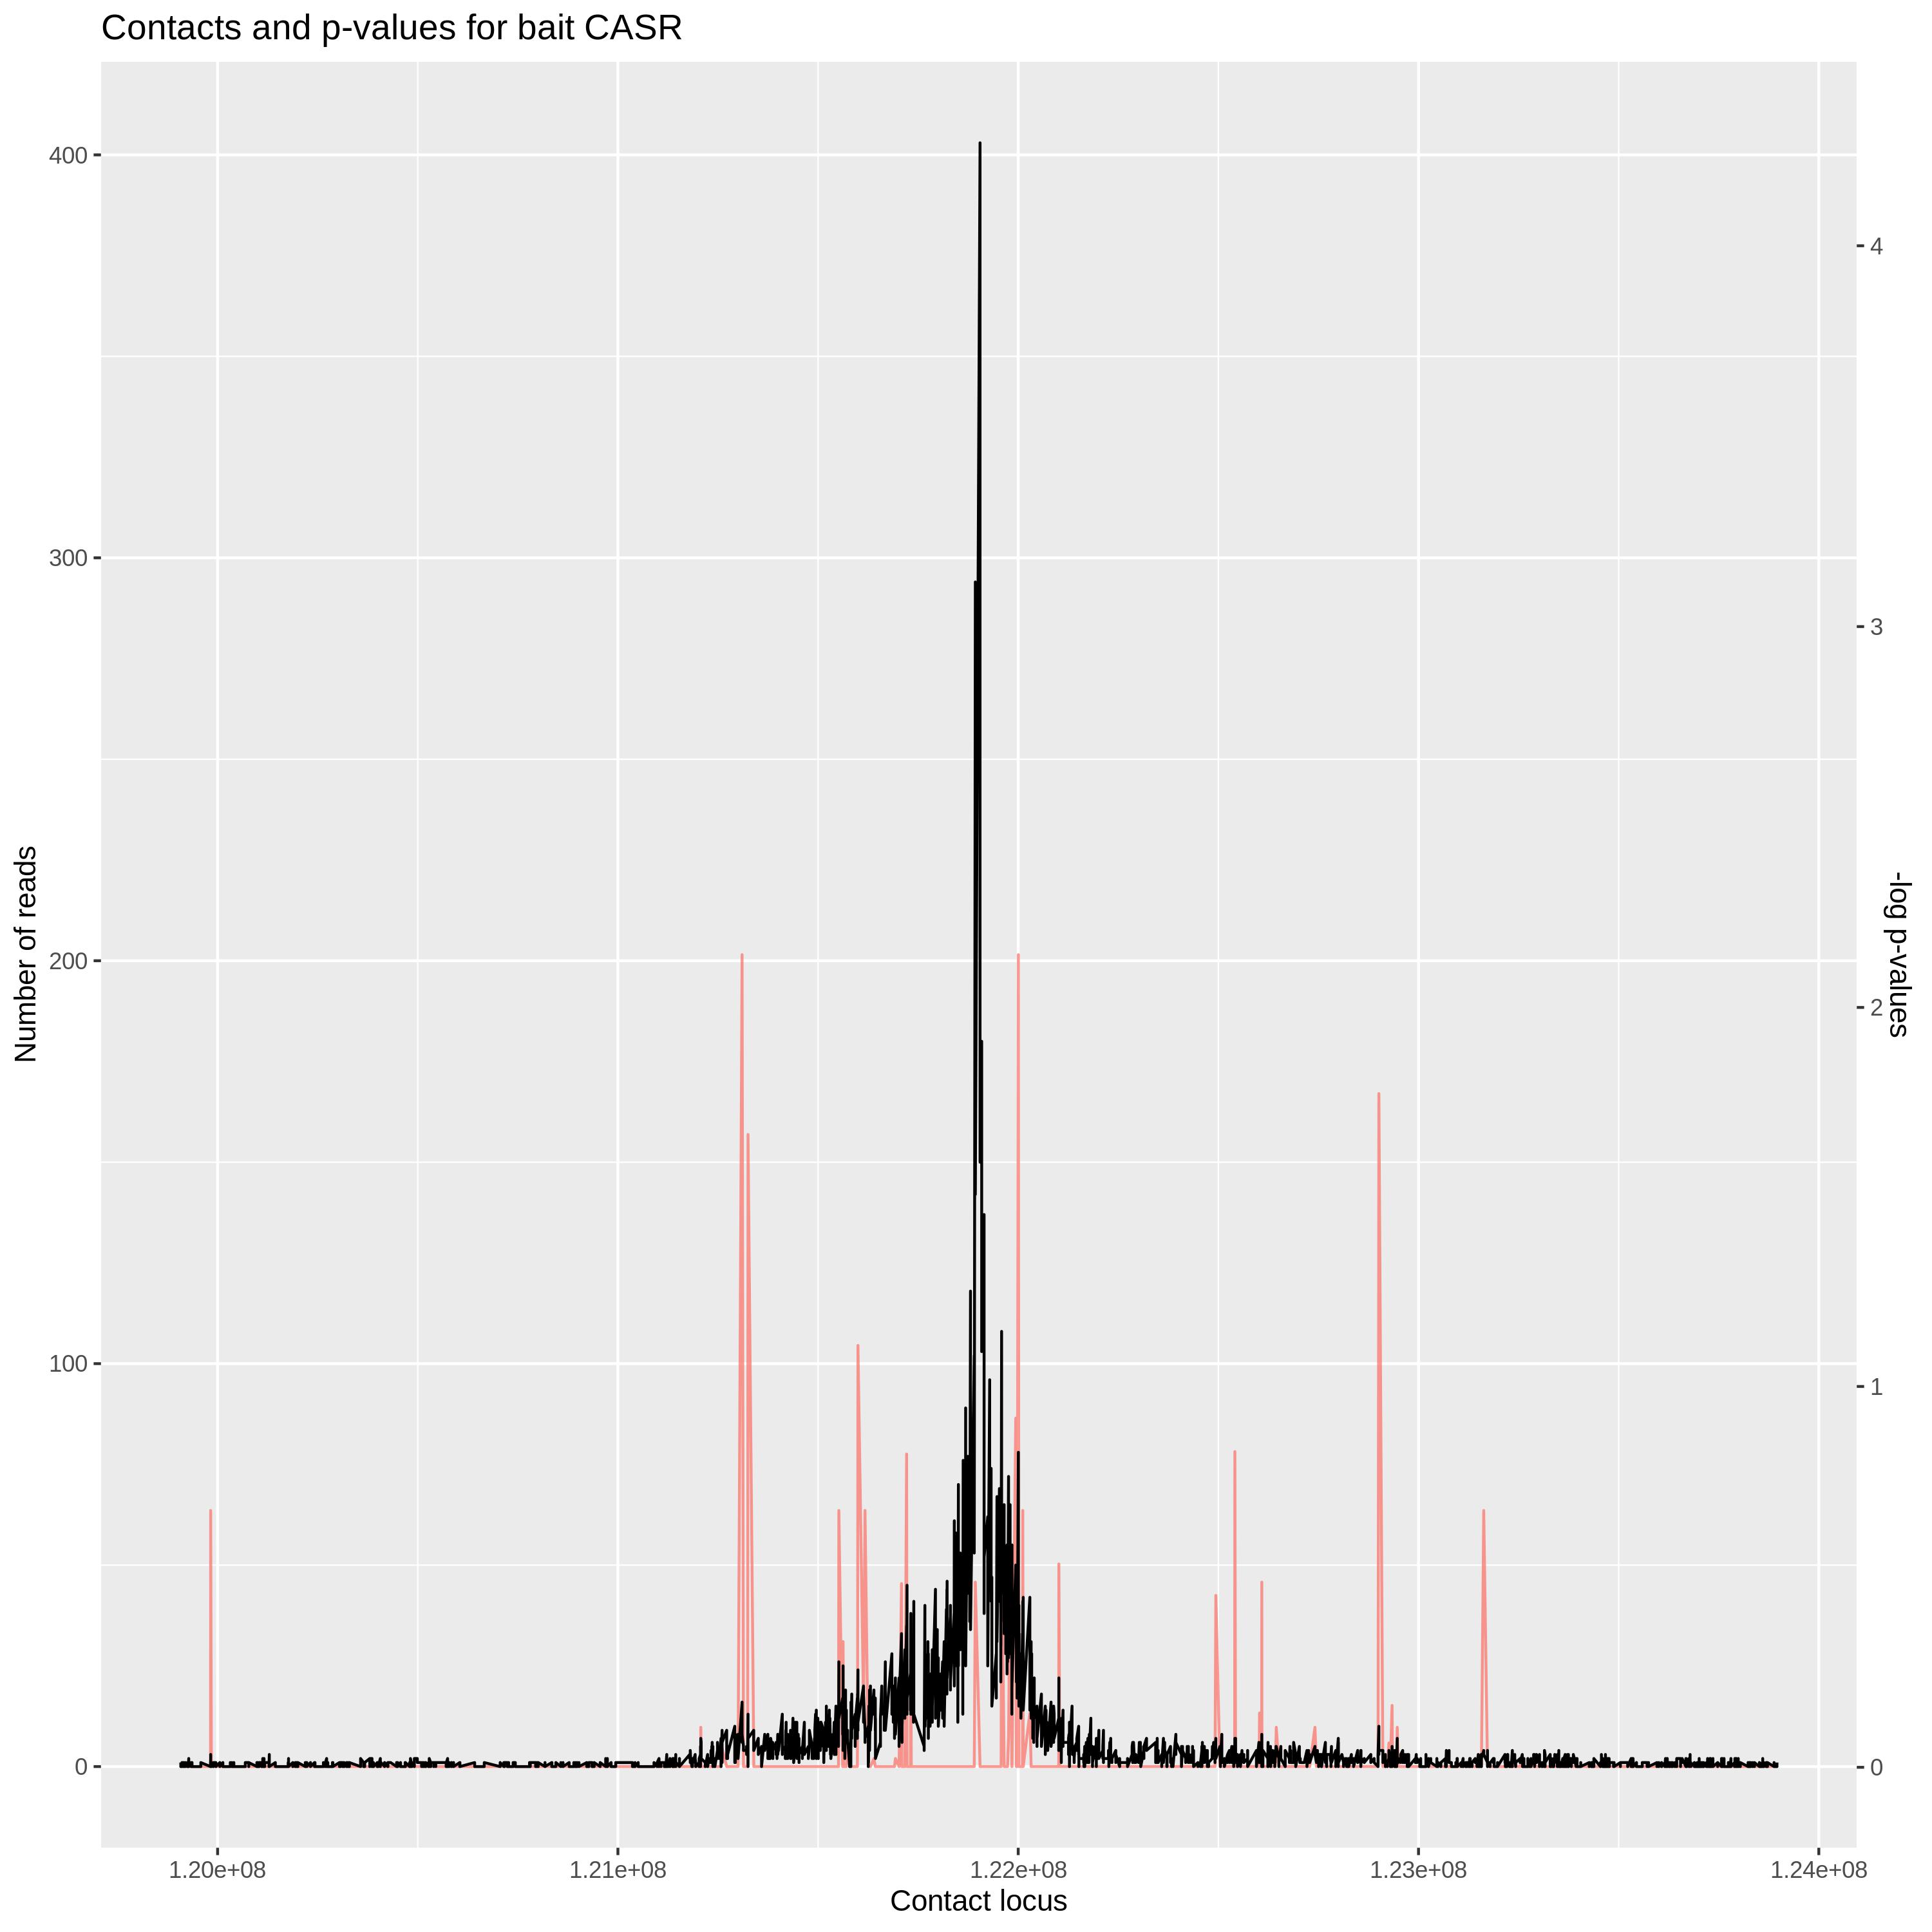 Contacts and p-values for bait CASR
Number of reads
400
300
200
100
0
4
3
2
1
0
-log p-values
1.20e+08
1.21e+08
1.22e+08
1.23e+08
1.24e+08
Contact locus